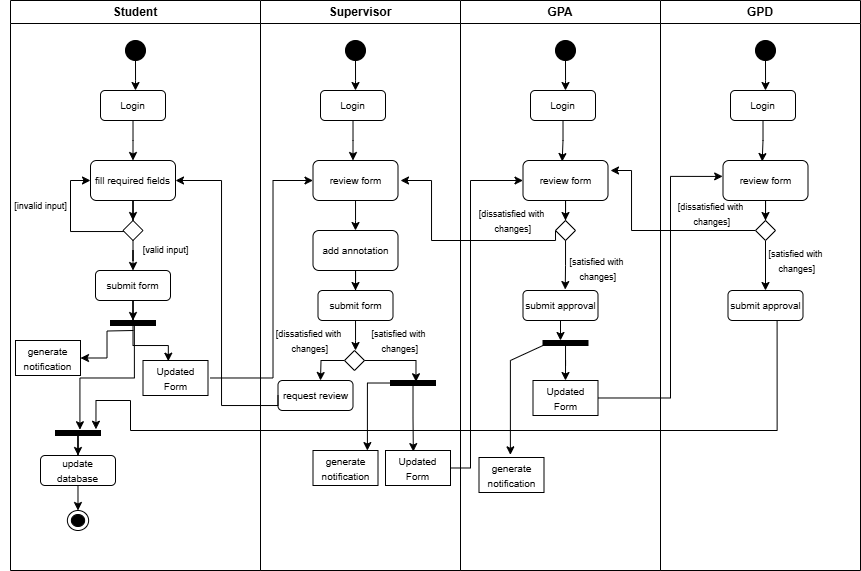 Student
Supervisor
GPA
GPD
Login
Login
Login
Login
fill required fields
review form
review form
review form
[invalid input]
[valid input]
[dissatisfied with
changes]
[dissatisfied with
changes]
add annotation
[satisfied with
changes]
[satisfied with
changes]
submit form
submit form
submit approval
submit approval
[dissatisfied with
changes]
[satisfied with
changes]
generate
notification
Updated
Form
request review
Updated
Form
generate
notification
Updated
Form
generate
notification
update
database